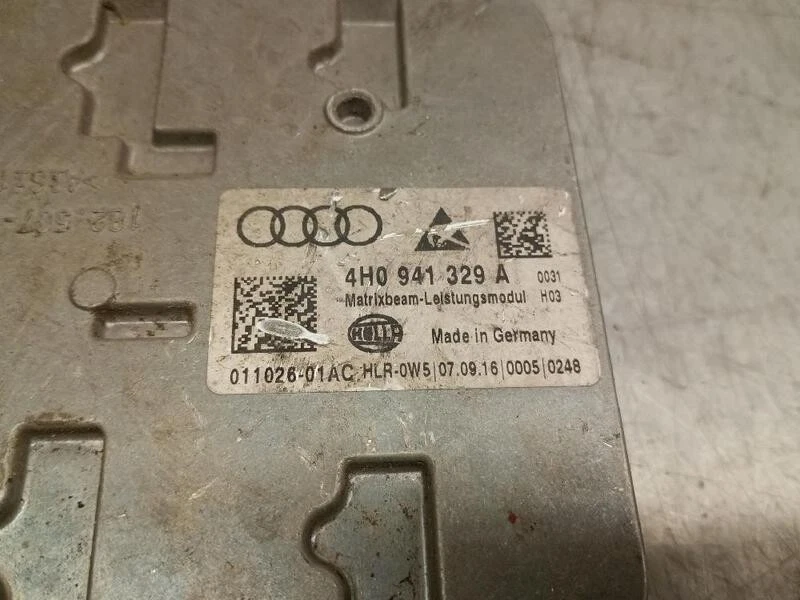 4H0 941 329 A 0031
Matrixbeam-Leistungsmodul H03
HELLA Made in Germany
011026-01AC HLR-0W5|07.09.16|0005|0248